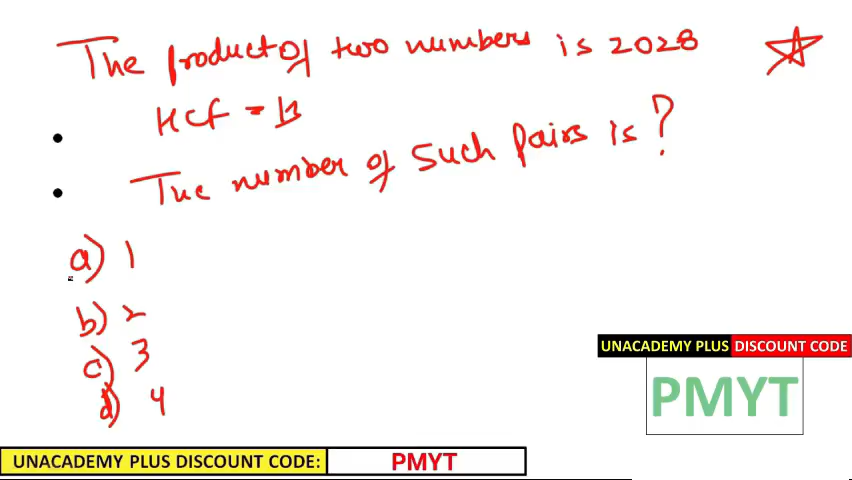 The product of two numbers is 2028
HCF = 13
The number of such pairs is ?
a) 1
b) 2
c) 3
d) 4
UNACADEMY PLUS DISCOUNT CODE
PMYT
UNACADEMY PLUS DISCOUNT CODE: PMYT